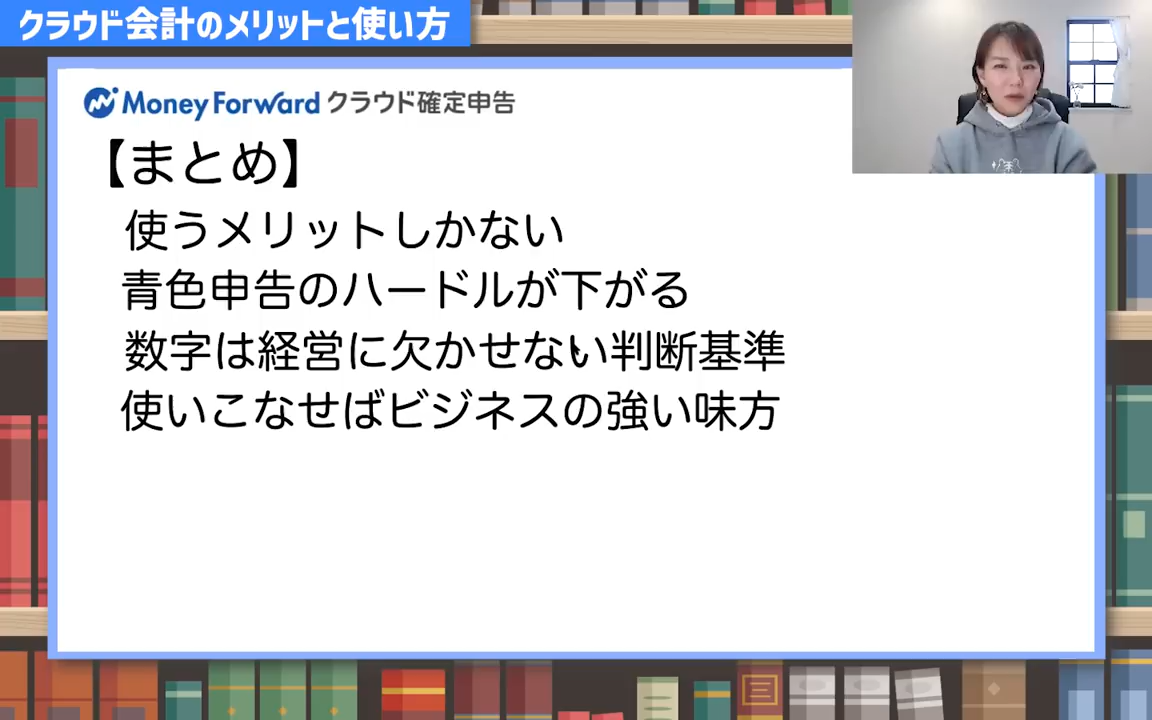 クラウド会計のメリットと使い方
Money Forward クラウド確定申告
【まとめ】
使うメリットしかない
青色申告のハードルが下がる
数字は経営に欠かせない判断基準
使いこなせばビジネスの強い味方